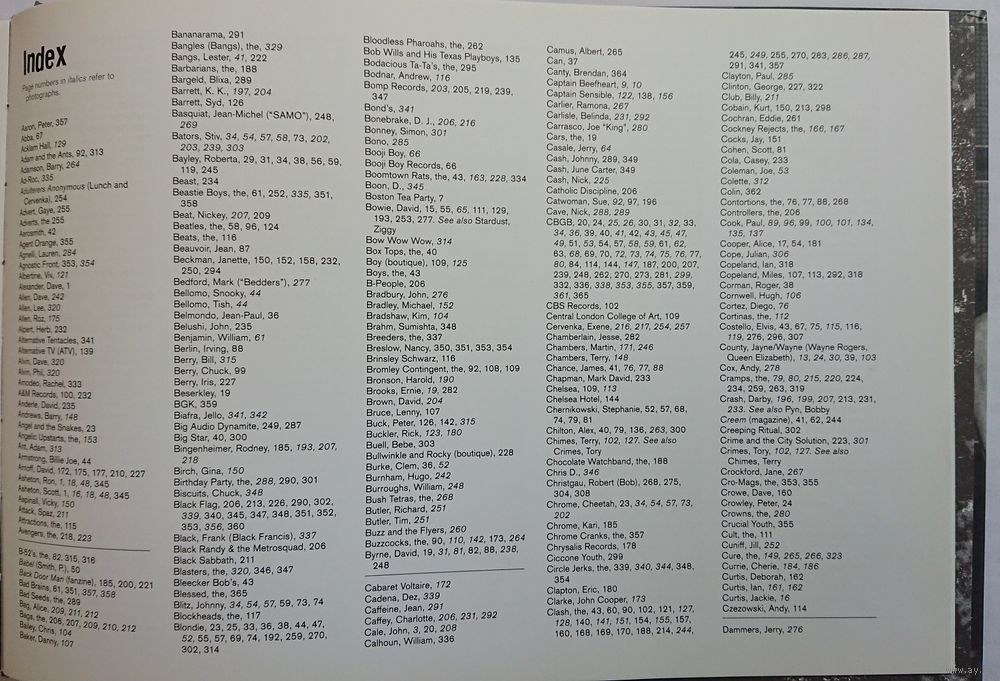 Index
Page numbers in italics refer to
photographs.
Aaron, Peter, 357
Abba, 67
Acklam Hall, 129
Adam and the Ants, 92, 313
Adamson, Barry, 264
Ad-Roc, 335
Adulterers Anonymous (Lunch and
Cervenka), 254
Advert, Gaye, 255
Adverts, the 255
Aerosmith, 42
Agent Orange, 355
Agnelli, Lauren, 284
Agnostic Front, 353, 354
Albertine, Viv, 121
Alexander, Dave, 1
Allen, Dave, 242
Allen, Lee, 320
Allen, Roz, 175
Alpert, Herb, 232
Alternative Tentacles, 341
Alternative TV (ATV), 139
Alvin, Dave, 320
Alvin, Phil, 320
Amodeo, Rachel, 333
A&M Records, 100, 232
Anderle, David, 235
Andrews, Barry, 148
Angel and the Snakes, 23
Angelic Upstarts, the, 153
Ant, Adam, 313
Armstrong, Billie Joe, 44
Arnoff, David, 172, 175, 177, 210, 227
Asheton, Ron, 1, 18, 48, 345
Asheton, Scott, 1, 16, 18, 48, 345
Aspinall, Vicky, 150
Attack, Spaz, 211
Attractions, the, 115
Avengers, the, 218, 223
B-52's, the, 82, 315, 316
Babel (Smith, P.), 50
Back Door Man (fanzine), 185, 200, 221
Bad Brains, 61, 351, 357, 358
Bad Seeds, the, 289
Bag, Alice, 209, 211, 212
Bags, the, 206, 207, 209, 210, 212
Bailey, Chris, 104
Baker, Danny, 107
Bananarama, 291
Bangles (Bangs), the, 329
Bangs, Lester, 41, 222
Barbarians, the, 188
Bargeld, Blixa, 289
Barrett, K. K., 197, 204
Barrett, Syd, 126
Basquiat, Jean-Michel ("SAMO"), 248,
269
Bators, Stiv, 34, 54, 57, 58, 73, 202,
203, 239, 303
Bayley, Roberta, 29, 31, 34, 38, 56, 59,
119, 245
Beast, 234
Beastie Boys, the, 61, 252, 335, 351,
358
Beat, Nickey, 207, 209
Beatles, the, 58, 96, 124
Beats, the, 116
Beauvoir, Jean, 87
Beckman, Janette, 150, 152, 158, 232,
250, 294
Bedford, Mark ("Bedders"), 277
Bellomo, Snooky, 44
Bellomo, Tish, 44
Belmondo, Jean-Paul, 36
Belushi, John, 235
Benjamin, William, 61
Berlin, Irving, 88
Berry, Bill, 315
Berry, Chuck, 99
Berry, Iris, 227
Beserkley, 19
BGK, 359
Biafra, Jello, 341, 342
Big Audio Dynamite, 249, 287
Big Star, 40, 300
Bingenheimer, Rodney, 185, 193, 207,
218
Birch, Gina, 150
Birthday Party, the, 288, 290, 301
Biscuits, Chuck, 348
Black Flag, 206, 213, 226, 290, 302,
339, 340, 345, 347, 348, 351, 352,
353, 356, 360
Black, Frank (Black Francis), 337
Black Randy & the Metrosquad, 206
Black Sabbath, 211
Blasters, the, 320, 346, 347
Bleecker Bob's, 43
Blessed, the, 365
Blitz, Johnny, 34, 54, 57, 59, 73, 74
Blockheads, the, 117
Blondie, 23, 25, 33, 36, 38, 44, 47,
52, 55, 57, 69, 74, 192, 259, 270,
302, 314
Bloodless Pharoahs, the, 262
Bob Wills and His Texas Playboys, 135
Bodacious Ta-Ta's, the, 295
Bodnar, Andrew, 116
Bomp Records, 203, 205, 219, 239,
347
Bond's, 341
Bonebrake, D. J., 206, 216
Bonney, Simon, 301
Bono, 285
Booji Boy, 66
Booji Boy Records, 66
Boomtown Rats, the, 43, 163, 228, 334
Boon, D., 345
Boston Tea Party, 7
Bowie, David, 15, 55, 65, 111, 129,
193, 253, 277. See also Stardust,
Ziggy
Bow Wow Wow, 314
Box Tops, the, 40
Boy (boutique), 109, 125
Boys, the, 43
B-People, 206
Bradbury, John, 276
Bradley, Michael, 152
Bradshaw, Kim, 104
Brahm, Sumishta, 348
Breeders, the, 337
Breslow, Nancy, 350, 351, 353, 354
Brinsley Schwarz, 116
Bromley Contingent, the, 92, 108, 109
Bronson, Harold, 190
Brooks, Ernie, 19, 282
Brown, David, 204
Bruce, Lenny, 107
Buck, Peter, 126, 142, 315
Buckler, Rick, 123, 180
Buell, Bebe, 303
Bullwinkle and Rocky (boutique), 228
Burke, Clem, 36, 52
Burnham, Hugo, 242
Burroughs, William, 248
Bush Tetras, the, 268
Butler, Richard, 251
Butler, Tim, 251
Buzz and the Flyers, 260
Buzzcocks, the, 90, 110, 142, 173, 264
Byrne, David, 19, 31, 81, 82, 88, 238,
248
Cabaret Voltaire, 172
Cadena, Dez, 339
Caffeine, Jean, 291
Caffey, Charlotte, 206, 231, 292
Cale, John, 3, 20, 208
Calhoun, William, 336
Camus, Albert, 265
Can, 37
Canty, Brendan, 364
Captain Beefheart, 9, 10
Captain Sensible, 122, 138, 156
Carlier, Ramona, 267
Carlisle, Belinda, 231, 292
Carrasco, Joe "King", 280
Cars, the, 19
Casale, Jerry, 64
Cash, Johnny, 289, 349
Cash, June Carter, 349
Cash, Nick, 225
Catholic Discipline, 206
Catwoman, Sue, 92, 97, 196
Cave, Nick, 288, 289
CBGB, 20, 24, 25, 26, 30, 31, 32, 33,
34, 36, 39, 40, 41, 42, 43, 45, 47,
49, 51, 53, 54, 57, 58, 59, 61, 62,
63, 68, 69, 70, 72, 73, 74, 75, 76, 77,
80, 84, 114, 144, 147, 187, 200, 207,
239, 248, 262, 270, 273, 281, 299,
332, 336, 338, 353, 355, 357, 359,
361, 365
CBS Records, 102
Central London College of Art, 109
Cervenka, Exene, 216, 217, 254, 257
Chamberlain, Jesse, 282
Chambers, Martin, 171, 246
Chambers, Terry, 148
Chance, James, 41, 76, 77, 88
Chapman, Mark David, 233
Chelsea, 109, 113
Chelsea Hotel, 144
Chernikowski, Stephanie, 52, 57, 68,
74, 79, 81
Chilton, Alex, 40, 79, 136, 263, 300
Chimes, Terry, 102, 127. See also
Crimes, Tory
Chocolate Watchband, the, 188
Chris D., 346
Christgau, Robert (Bob), 268, 275,
304, 308
Chrome, Cheetah, 23, 34, 54, 57, 73,
202
Chrome, Kari, 185
Chrome Cranks, the, 357
Chrysalis Records, 178
Ciccone Youth, 299
Circle Jerks, the, 339, 340, 344, 348,
354
Clapton, Eric, 180
Clarke, John Cooper, 173
Clash, the, 43, 60, 90, 102, 121, 127,
128, 140, 141, 151, 154, 155, 157,
160, 168, 169, 170, 188, 214, 244,
245, 249, 255, 270, 283, 286, 287,
291, 341, 357
Clayton, Paul, 285
Clinton, George, 227, 322
Club, Billy, 211
Cobain, Kurt, 150, 213, 298
Cochran, Eddie, 261
Cockney Rejects, the, 166, 167
Cocks, Jay, 151
Cohen, Scott, 81
Cola, Casey, 233
Coleman, Joe, 53
Colette, 312
Colin, 362
Contortions, the, 76, 77, 88, 268
Controllers, the, 206
Cook, Paul, 89, 96, 99, 100, 101, 134,
135, 137
Cooper, Alice, 17, 54, 181
Cope, Julian, 306
Copeland, Ian, 318
Copeland, Miles, 107, 113, 292, 318
Corman, Roger, 38
Cornwell, Hugh, 106
Cortez, Diego, 76
Cortinas, the, 112
Costello, Elvis, 43, 67, 75, 115, 116,
119, 276, 296, 307
County, Jayne/Wayne (Wayne Rogers,
Queen Elizabeth), 13, 24, 30, 39, 103
Cox, Andy, 278
Cramps, the, 79, 80, 215, 220, 224,
234, 259, 263, 319
Crash, Darby, 196, 199, 207, 213, 231,
233. See also Pyn, Bobby
Creem (magazine), 41, 62, 244
Creeping Ritual, 302
Crime and the City Solution, 223, 301
Crimes, Tory, 102, 127. See also
Chimes, Terry
Crockford, Jane, 267
Cro-Mags, the, 353, 355
Crowe, Dave, 160
Crowley, Peter, 24
Crowns, the, 280
Crucial Youth, 355
Cult, the, 111
Cuniff, Jill, 252
Cure, the, 149, 265, 266, 323
Currie, Cherie, 184, 186
Curtis, Deborah, 162
Curtis, Ian, 161, 162
Curtis, Jackie, 16
Czezowski, Andy, 114
Dammers, Jerry, 276